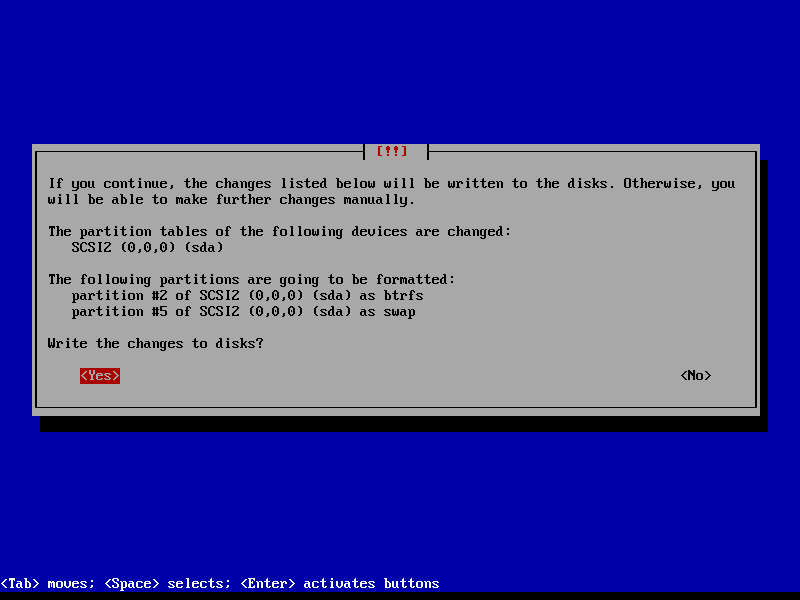 [!!]
If you continue, the changes listed below will be written to the disks. Otherwise, you
will be able to make further changes manually.
The partition tables of the following devices are changed:
SCSI2 (0,0,0) (sda)
The following partitions are going to be formatted:
partition #2 of SCSI2 (0,0,0) (sda) as btrfs
partition #5 of SCSI2 (0,0,0) (sda) as swap
Write the changes to disks?
<Yes> <No>
<Tab> moves; <Space> selects; <Enter> activates buttons